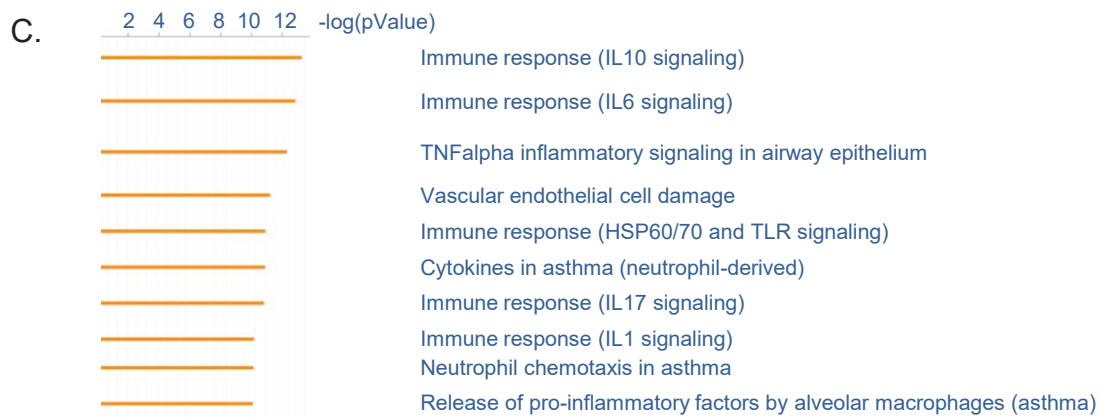 C.
2 4 6 8 10 12 -log(pValue)
Immune response (IL10 signaling)
Immune response (IL6 signaling)
TNFalpha inflammatory signaling in airway epithelium
Vascular endothelial cell damage
Immune response (HSP60/70 and TLR signaling)
Cytokines in asthma (neutrophil-derived)
Immune response (IL17 signaling)
Immune response (IL1 signaling)
Neutrophil chemotaxis in asthma
Release of pro-inflammatory factors by alveolar macrophages (asthma)